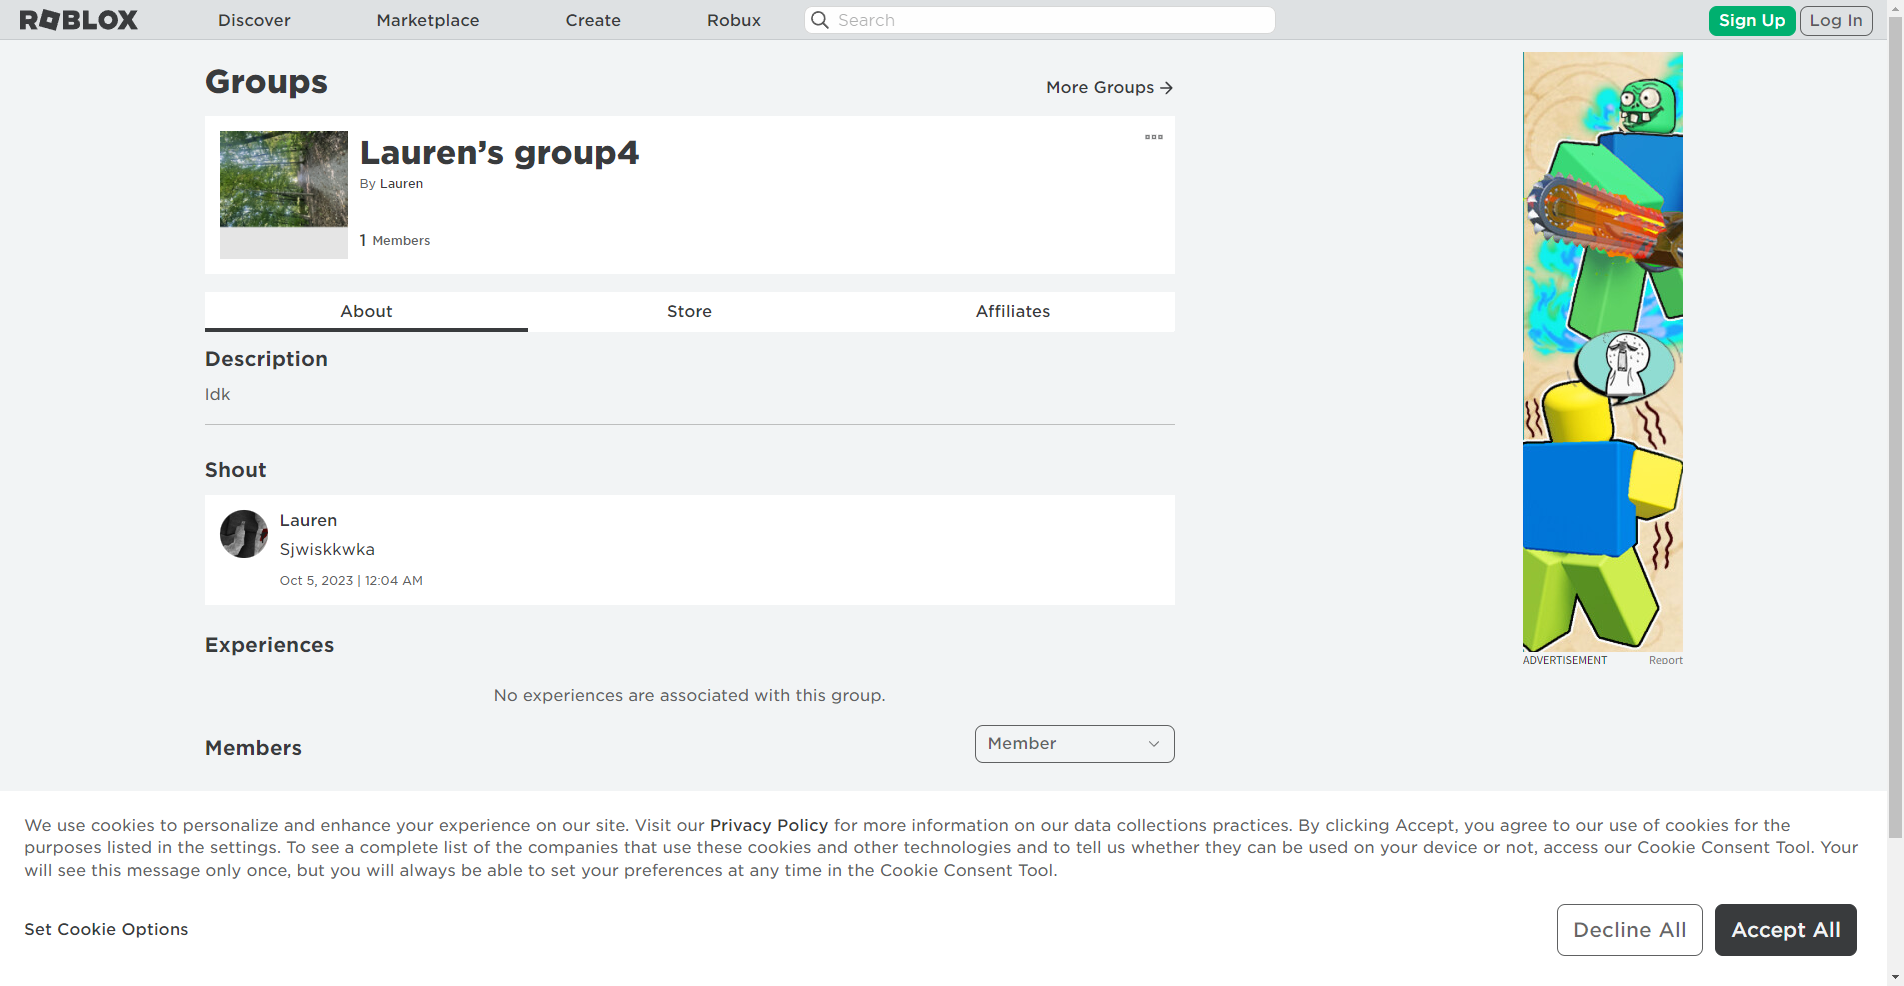 ROBLOX
Discover
Marketplace
Create
Robux
Search
Sign Up
Log In
Groups
More Groups
Lauren’s group4
By Lauren
1 Members
About
Store
Affiliates
Description
Idk
Shout
Lauren
Sjwiskkwka
Oct 5, 2023 | 12:04 AM
Experiences
No experiences are associated with this group.
Members
Member
ADVERTISEMENT
Report
We use cookies to personalize and enhance your experience on our site. Visit our Privacy Policy for more information on our data collections practices. By clicking Accept, you agree to our use of cookies for the
purposes listed in the settings. To see a complete list of the companies that use these cookies and other technologies and to tell us whether they can be used on your device or not, access our Cookie Consent Tool. Your
will see this message only once, but you will always be able to set your preferences at any time in the Cookie Consent Tool.
Set Cookie Options
Decline All
Accept All